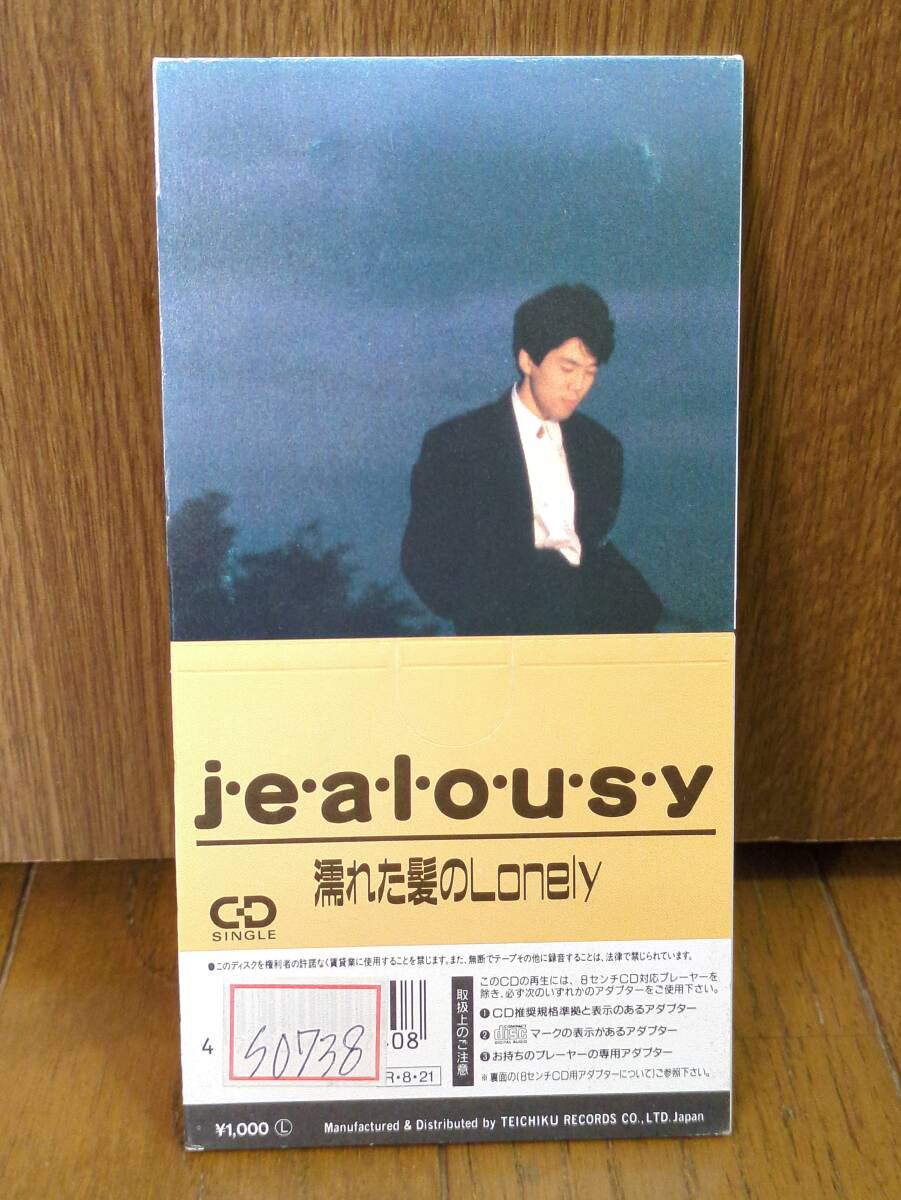 j・e・a・l・o・u・s・y
濡れた髪のLonely
CD
SINGLE
●このディスクを権利者の許諾なく賃貸業に使用することを禁じます。また、無断でテープその他に録音することは、法律で禁じられています。
取扱上のご注意
このCDの再生には、8センチCD対応プレーヤーを
除き、必ず次のいずれかのアダプターをご使用下さい。
❶CD推奨規格準拠と表示のあるアダプター
❷COMPACT disc DIGITAL AUDIO マークの表示があるアダプター
❸お持ちのプレーヤーの専用アダプター
※裏面の(8センチCD用アダプターについて)ご参照下さい。
4
08
S0738
R・8・21
¥1,000 Ⓛ
Manufactured & Distributed by TEICHIKU RECORDS CO., LTD. Japan